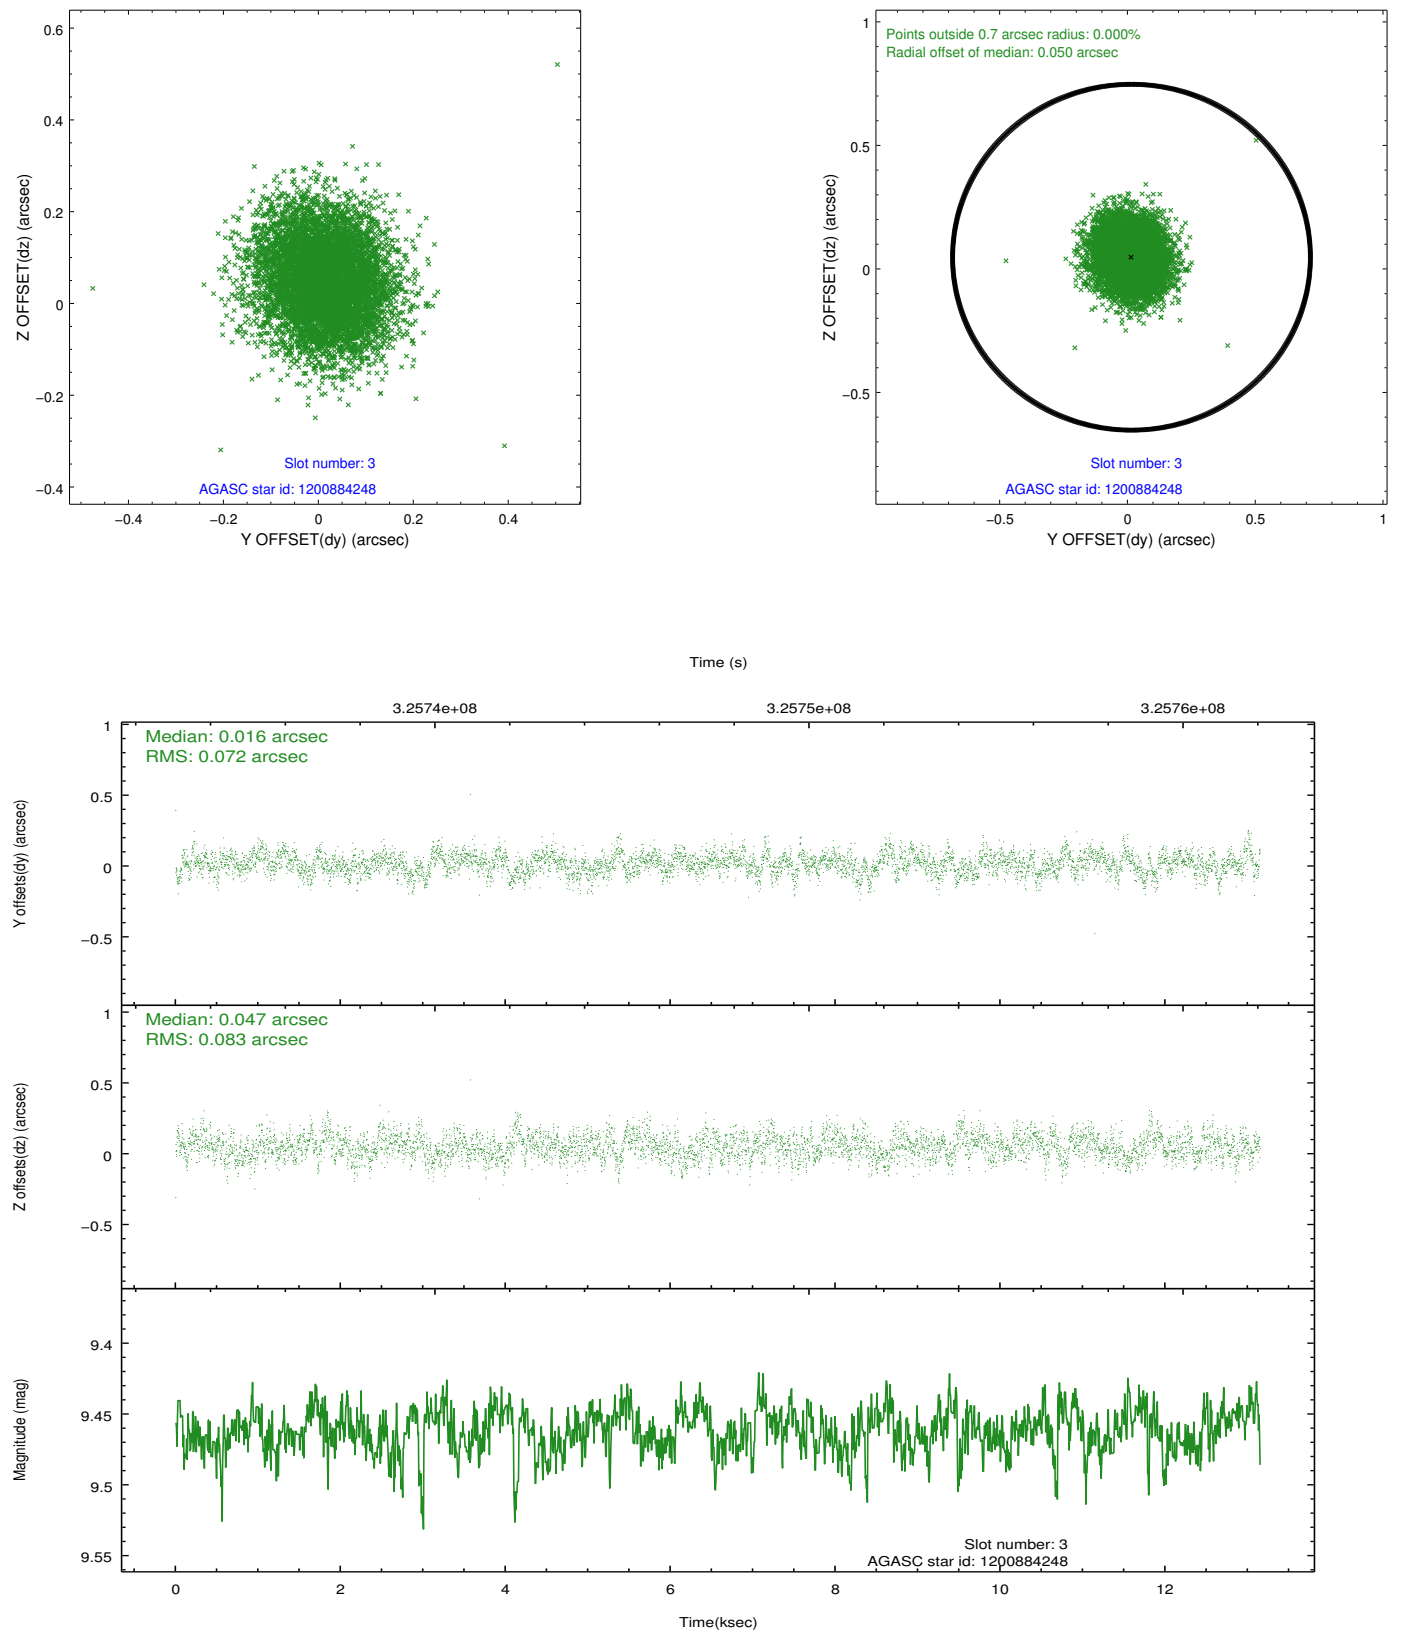 0.6
0.4
0.2
0
−0.2
−0.4
Z OFFSET(dz) (arcsec)
Slot number: 3
AGASC star id: 1200884248
−0.4
−0.2
0
0.2
0.4
Y OFFSET(dy) (arcsec)
Points outside 0.7 arcsec radius: 0.000%
Radial offset of median: 0.050 arcsec
1
0.5
0
−0.5
Z OFFSET(dz) (arcsec)
Slot number: 3
AGASC star id: 1200884248
−0.5
0
0.5
1
Y OFFSET(dy) (arcsec)
Time (s)
3.2574e+08
3.2575e+08
3.2576e+08
Median: 0.016 arcsec
RMS: 0.072 arcsec
1
0.5
0
−0.5
Y offsets(dy) (arcsec)
Median: 0.047 arcsec
RMS: 0.083 arcsec
1
0.5
0
−0.5
Z offsets(dz) (arcsec)
9.4
9.45
9.5
9.55
Magnitude (mag)
Slot number: 3
AGASC star id: 1200884248
0
2
4
6
8
10
12
Time(ksec)